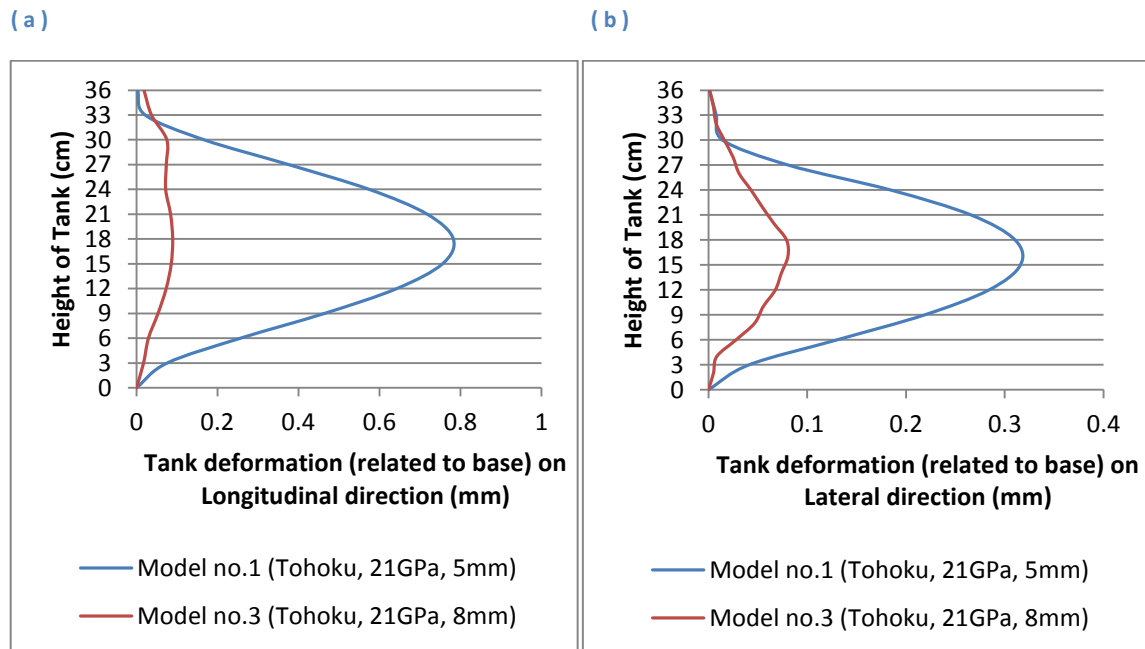 ( a )
( b )
36
33
30
27
24
21
18
15
12
9
6
3
0
Height of Tank (cm)
0 0.2 0.4 0.6 0.8 1
Tank deformation (related to base) on
Longitudinal direction (mm)
Model no.1 (Tohoku, 21GPa, 5mm)
Model no.3 (Tohoku, 21GPa, 8mm)
36
33
30
27
24
21
18
15
12
9
6
3
0
Height of Tank (cm)
0 0.1 0.2 0.3 0.4
Tank deformation (related to base) on
Lateral direction (mm)
Model no.1 (Tohoku, 21GPa, 5mm)
Model no.3 (Tohoku, 21GPa, 8mm)